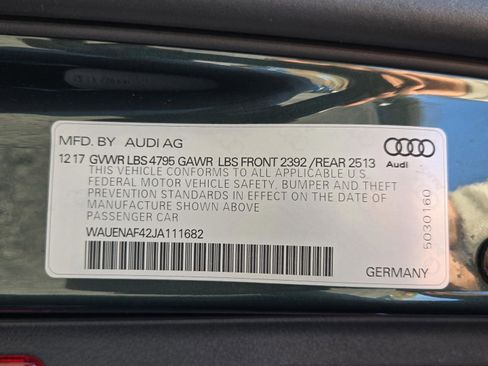 MFD. BY AUDI AG
12 17 GVWR LBS 4795 GAWR LBS FRONT 2392 /REAR 2513
THIS VEHICLE CONFORMS TO ALL APPLICABLE U.S.
FEDERAL MOTOR VEHICLE SAFETY, BUMPER AND THEFT
PREVENTION STANDARDS IN EFFECT ON THE DATE OF
MANUFACTURE SHOWN ABOVE
PASSENGER CAR
WAUENAF42JA111682
Audi
5030160
GERMANY